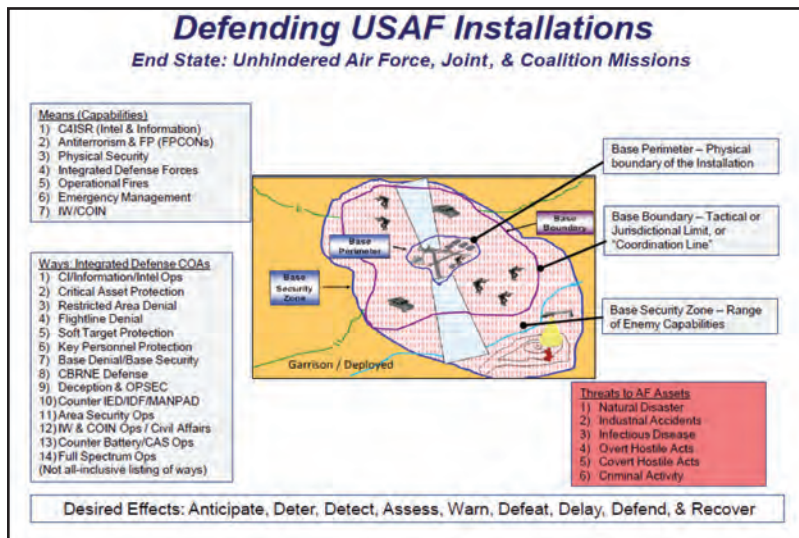 Defending USAF Installations
End State: Unhindered Air Force, Joint, & Coalition Missions
Means (Capabilities)
1) C4ISR (Intel & Information)
2) Antiterrorism & FP (FPCONs)
3) Physical Security
4) Integrated Defense Forces
5) Operational Fires
6) Emergency Management
7) IW/COIN
Ways: Integrated Defense COAs
1) CI/Information/Intel Ops
2) Critical Asset Protection
3) Restricted Area Denial
4) Flightline Denial
5) Soft Target Protection
6) Key Personnel Protection
7) Base Denial/Base Security
8) CBRNE Defense
9) Deception & OPSEC
10) Counter IED/IDF/MANPAD
11) Area Security Ops
12) IW & COIN Ops / Civil Affairs
13) Counter Battery/CAS Ops
14) Full Spectrum Ops
(Not all-inclusive listing of ways)
Base
Perimeter
Base
Boundary
Base
Security
Zone
Garrison / Deployed
Base Perimeter – Physical
boundary of the Installation
Base Boundary – Tactical or
Jurisdictional Limit, or
“Coordination Line”
Base Security Zone – Range
of Enemy Capabilities
Threats to AF Assets
1) Natural Disaster
2) Industrial Accidents
3) Infectious Disease
4) Overt Hostile Acts
5) Covert Hostile Acts
6) Criminal Activity
Desired Effects: Anticipate, Deter, Detect, Assess, Warn, Defeat, Delay, Defend, & Recover